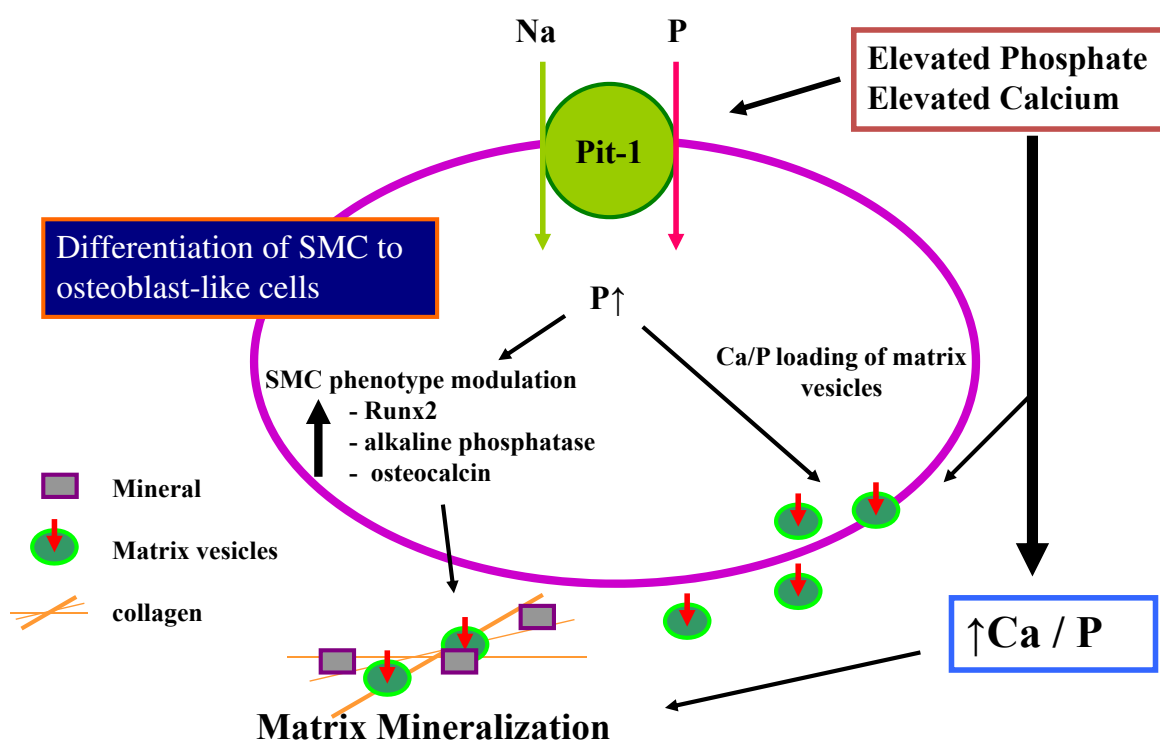 Na
P
Elevated Phosphate
Elevated Calcium
Pit-1
Differentiation of SMC to
osteoblast-like cells
P↑
SMC phenotype modulation
- Runx2
- alkaline phosphatase
- osteocalcin
Ca/P loading of matrix
vesicles
Mineral
Matrix vesicles
collagen
↑Ca / P
Matrix Mineralization